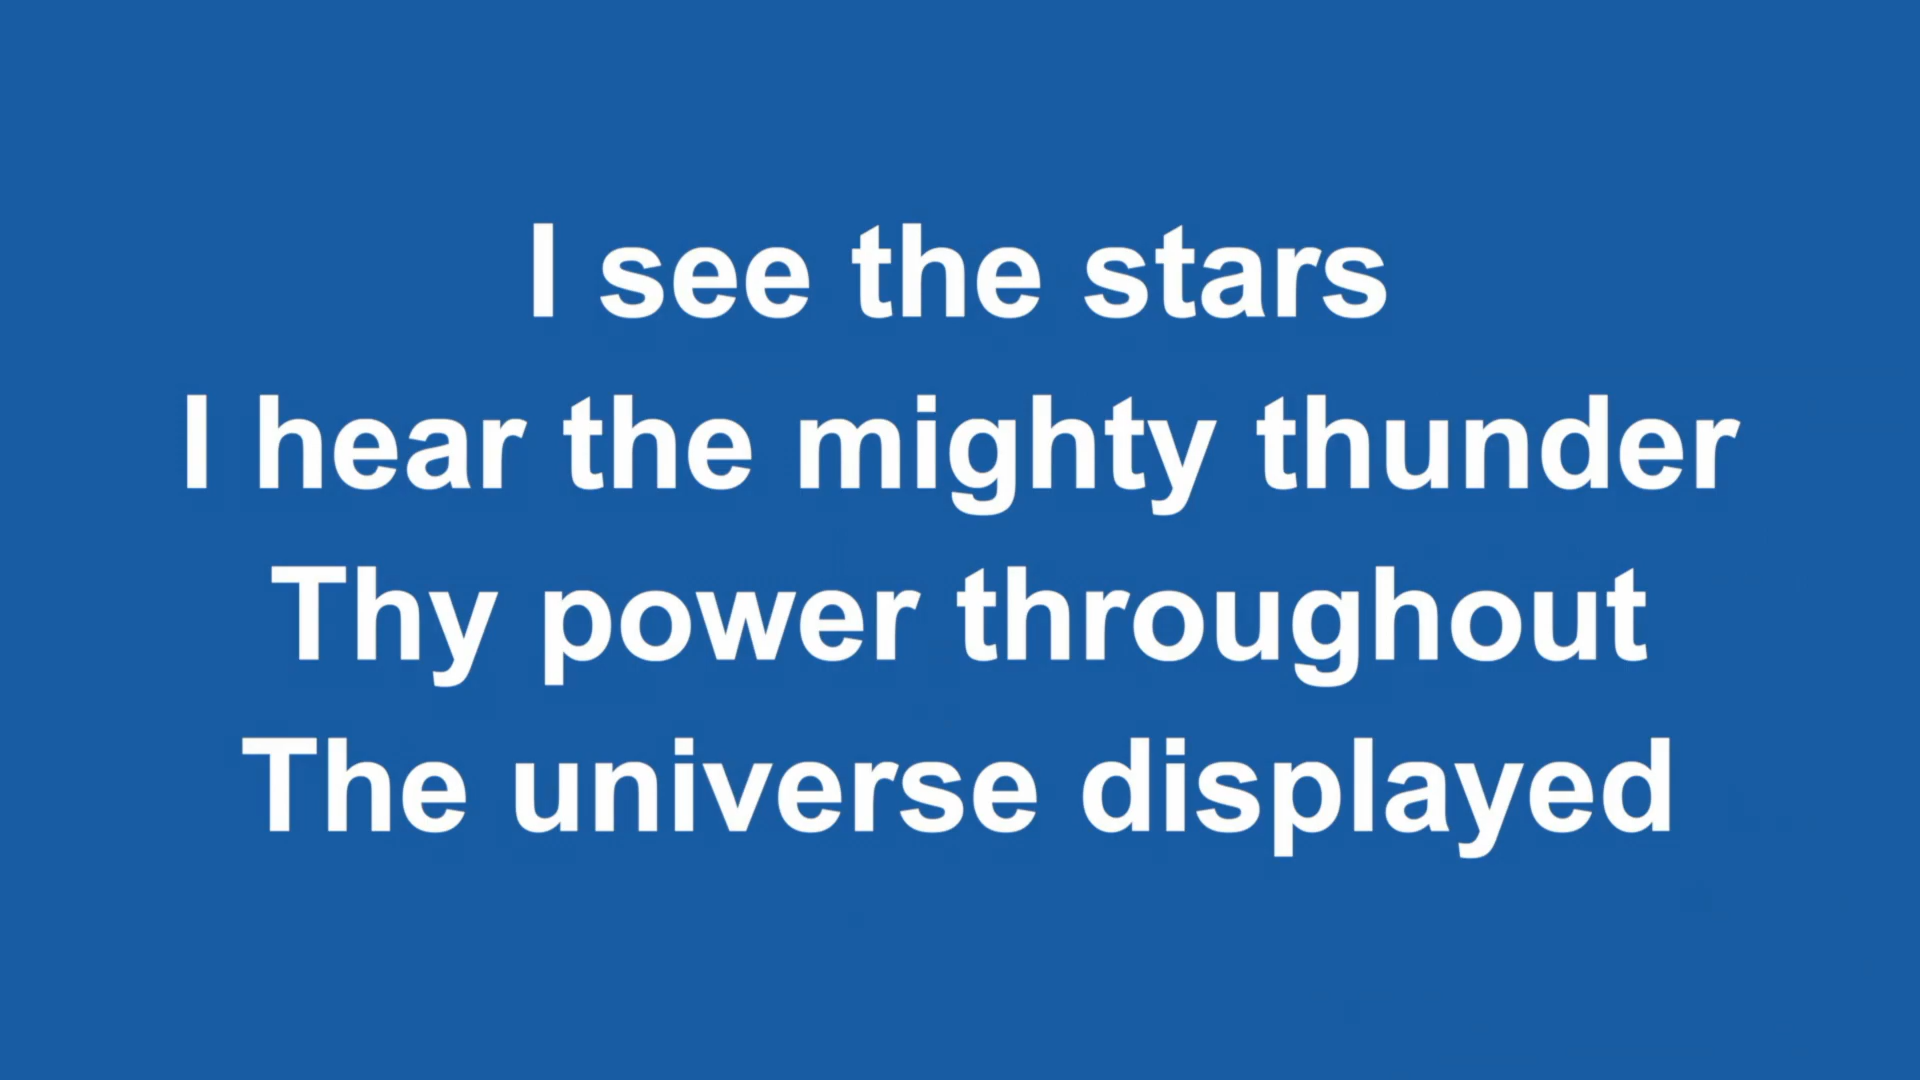 I see the stars
I hear the mighty thunder
Thy power throughout
The universe displayed